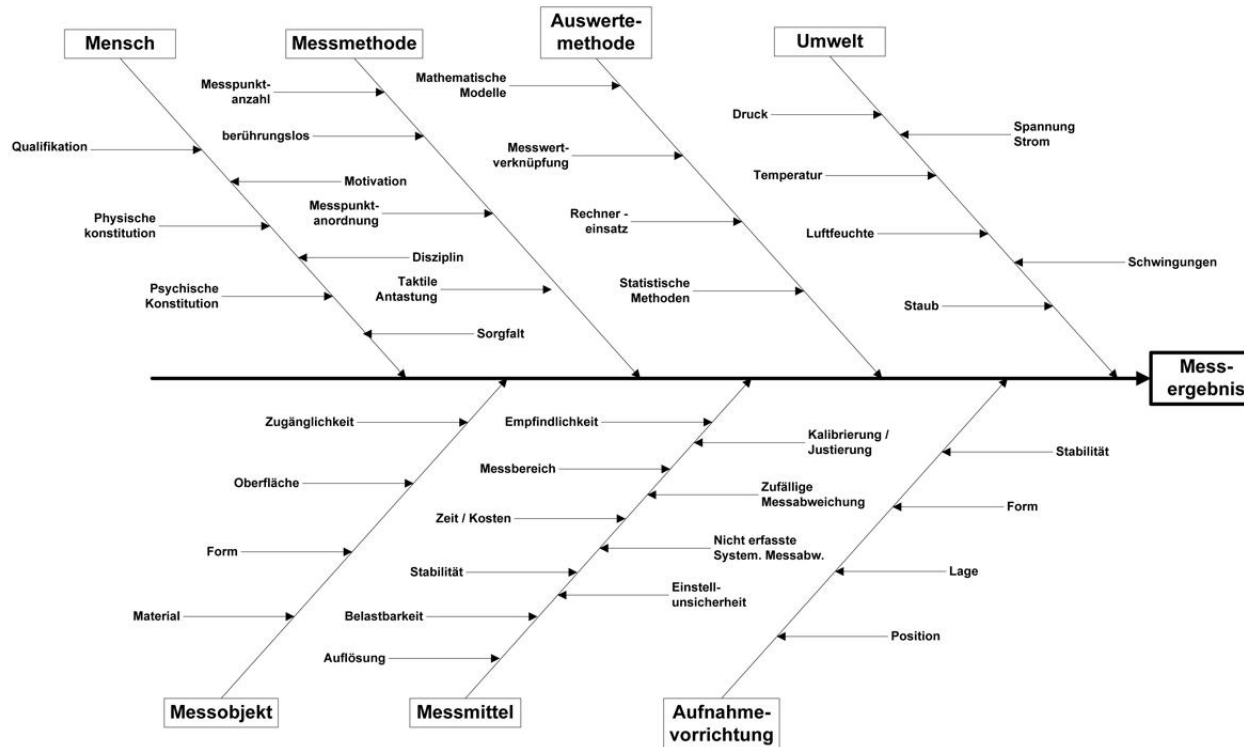 Mensch
Messmethode
Auswerte-
methode
Umwelt
Qualifikation
Motivation
Physische
konstitution
Disziplin
Psychische
Konstitution
Sorgfalt
Messpunkt-
anzahl
berührungslos
Messpunkt-
anordnung
Taktile
Antastung
Mathematische
Modelle
Messwert-
verknüpfung
Rechner -
einsatz
Statistische
Methoden
Druck
Spannung
Strom
Temperatur
Luftfeuchte
Schwingungen
Staub
Mess-
ergebnis
Zugänglichkeit
Oberfläche
Form
Material
Messobjekt
Empfindlichkeit
Kalibrierung /
Justierung
Messbereich
Zufällige
Messabweichung
Zeit / Kosten
Nicht erfasste
System. Messabw.
Stabilität
Einstell-
unsicherheit
Belastbarkeit
Auflösung
Messmittel
Stabilität
Form
Lage
Position
Aufnahme-
vorrichtung